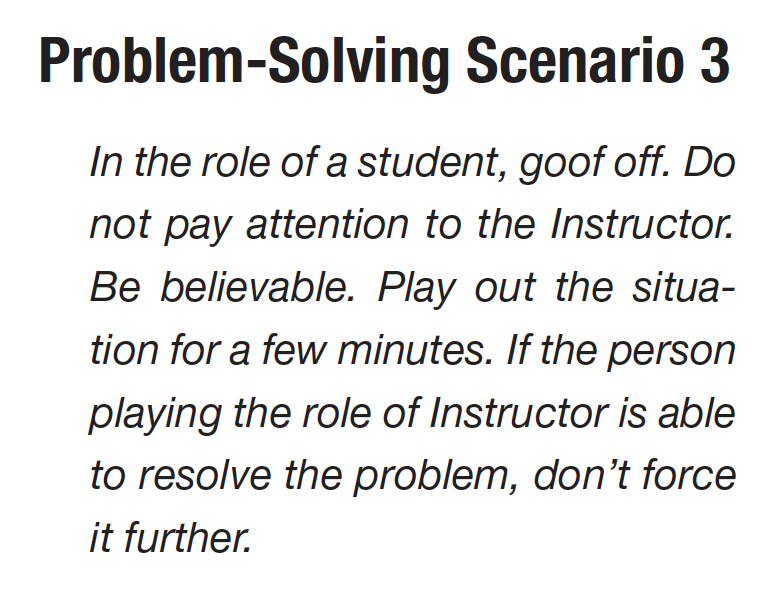 Problem-Solving Scenario 3
In the role of a student, goof off. Do
not pay attention to the Instructor.
Be believable. Play out the situa-
tion for a few minutes. If the person
playing the role of Instructor is able
to resolve the problem, don’t force
it further.